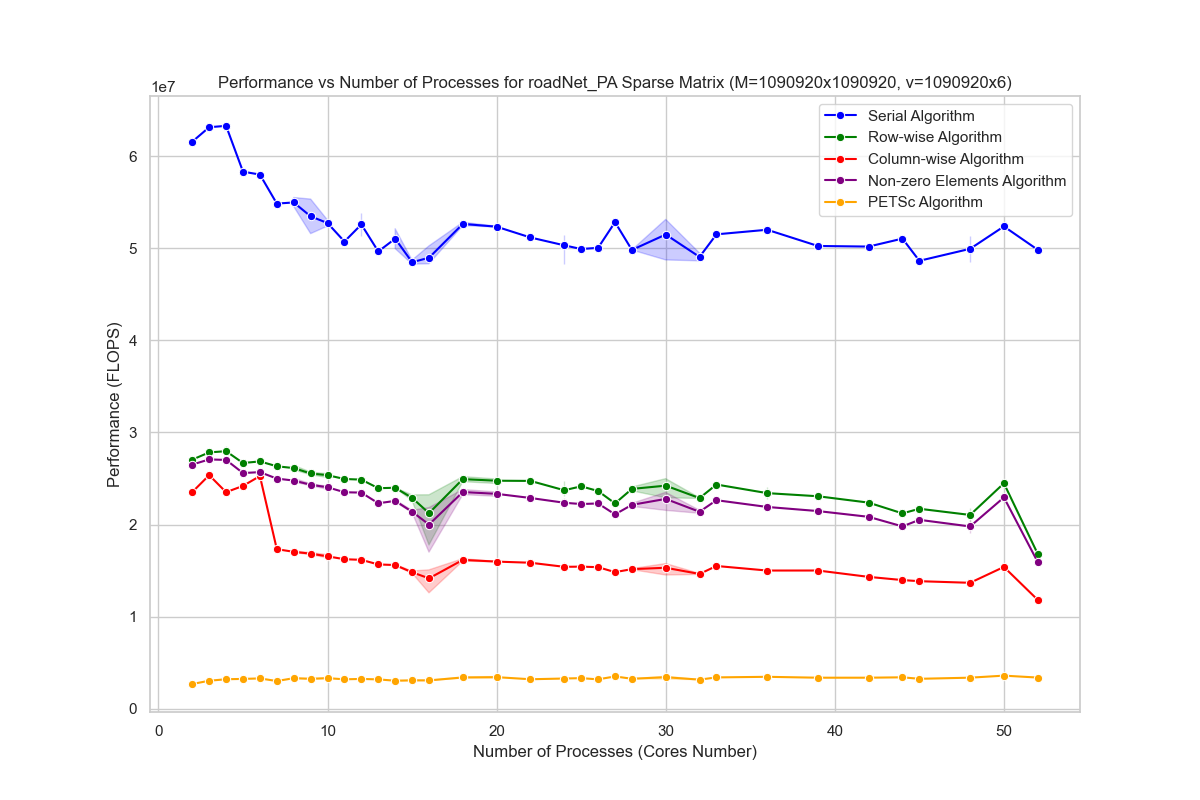 Performance vs Number of Processes for roadNet_PA Sparse Matrix (M=1090920x1090920, v=1090920x6)
1e7
Serial Algorithm
Row-wise Algorithm
Column-wise Algorithm
Non-zero Elements Algorithm
PETSc Algorithm
Performance (FLOPS)
6
5
4
3
2
1
0
0 10 20 30 40 50
Number of Processes (Cores Number)